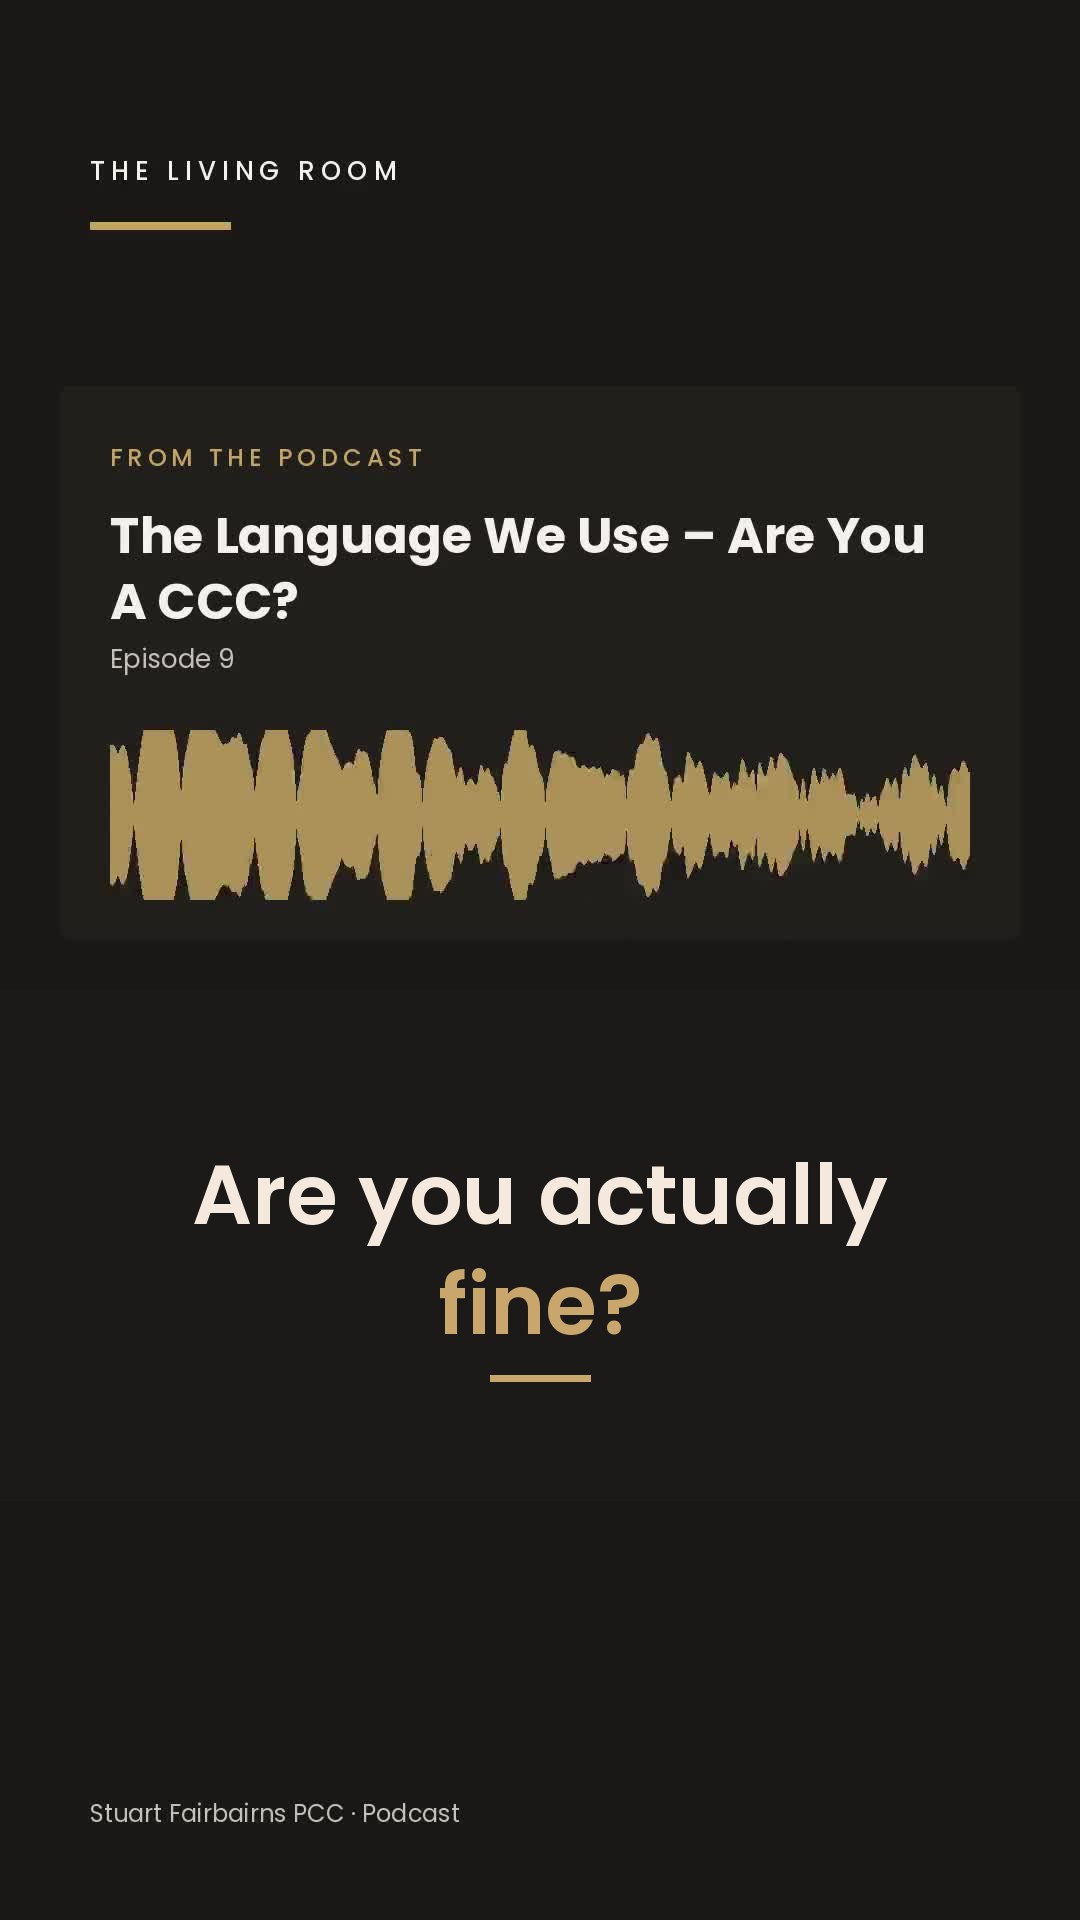 THE LIVING ROOM
FROM THE PODCAST
The Language We Use – Are You
A CCC?
Episode 9
Are you actually
fine?
Stuart Fairbairns PCC · Podcast